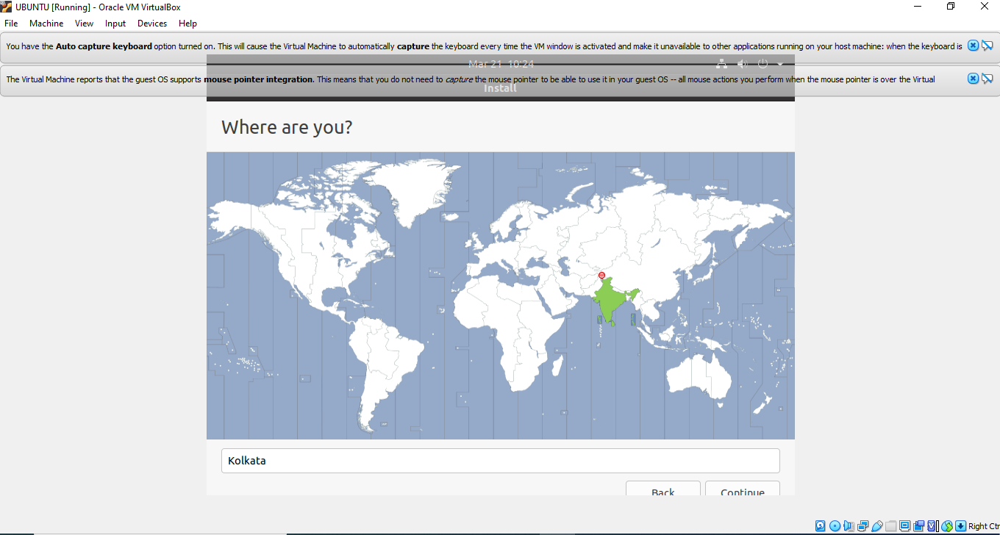 UBUNTU [Running] - Oracle VM VirtualBox
File Machine View Input Devices Help
You have the Auto capture keyboard option turned on. This will cause the Virtual Machine to automatically capture the keyboard every time the VM window is activated and make it unavailable to other applications running on your host machine: when the keyboard is
Mar 21 10:24
The Virtual Machine reports that the guest OS supports mouse pointer integration. This means that you do not need to capture the mouse pointer to be able to use it in your guest OS -- all mouse actions you perform when the mouse pointer is over the Virtual
Install
Where are you?
Kolkata
Back Continue
Right Ctr